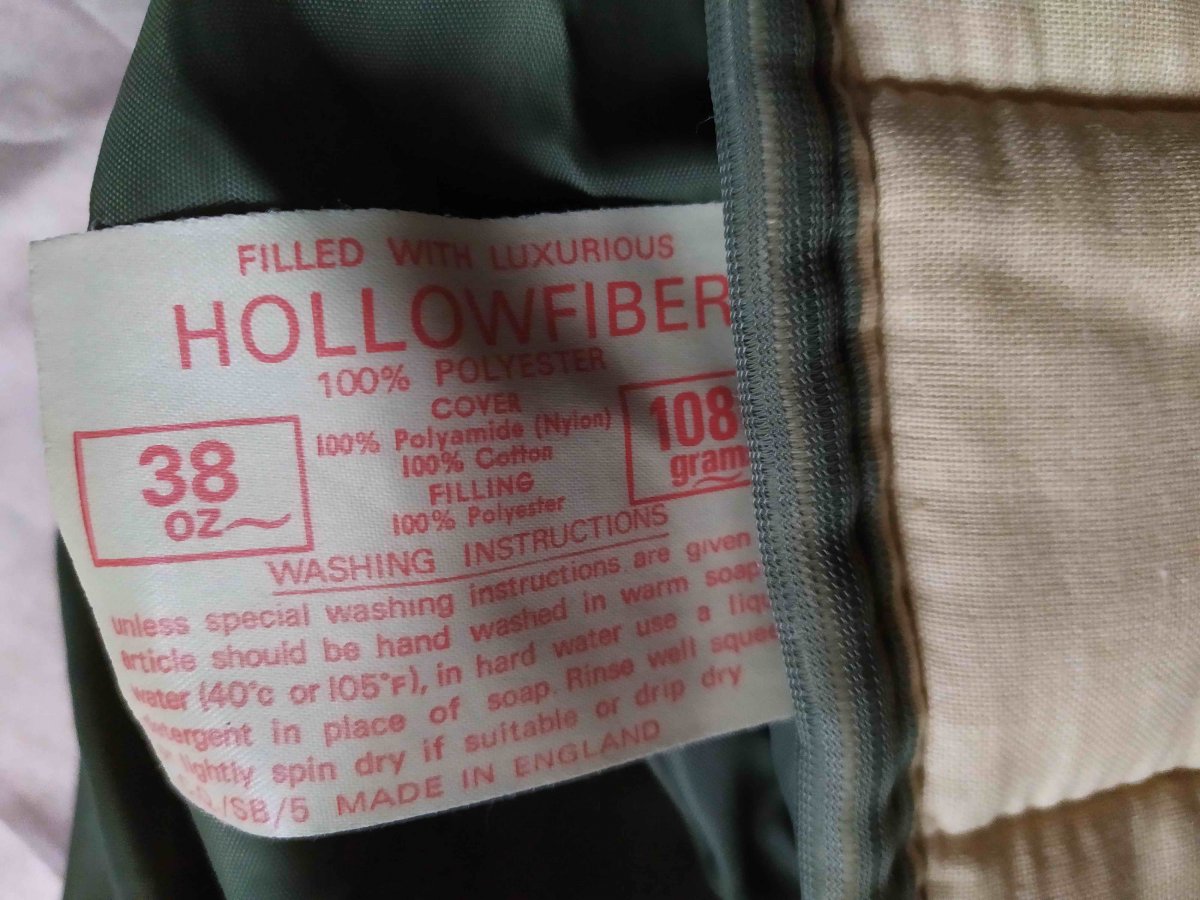 FILLED WITH LUXURIOUS
HOLLOWFIBER
100% POLYESTER
COVER
100% Polyamide (Nylon)
100% Cotton
FILLING
100% Polyester
38
OZ
108
gram
WASHING INSTRUCTIONS
unless special washing instructions are given
article should be hand washed in warm
water (40°C or 105°F), in hard water use a
detergent in place of soap. Rinse well
lightly spin dry if suitable or drip dry
/SB/5 MADE IN ENGLAND